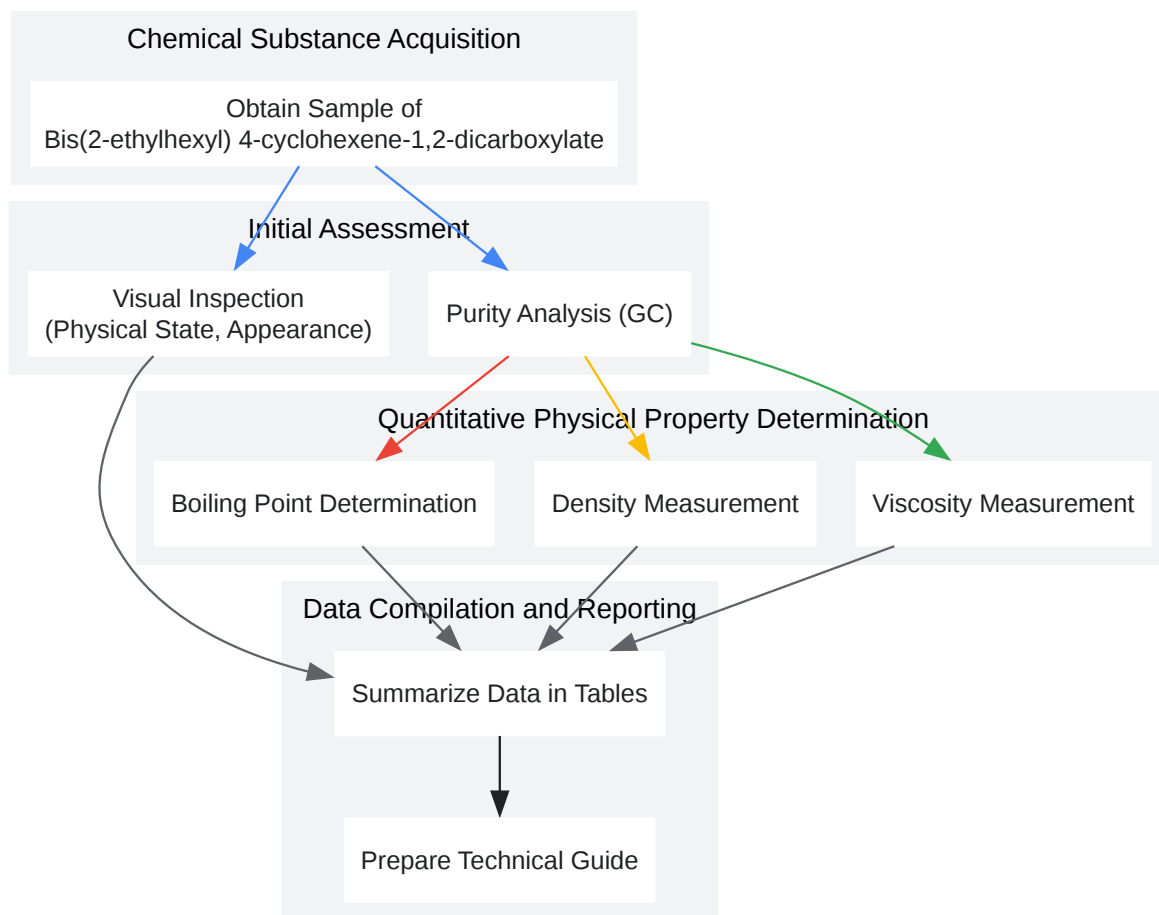 Chemical Substance Acquisition
Obtain Sample of
Bis(2-ethylhexyl) 4-cyclohexene-1,2-dicarboxylate
Initial Assessment
Visual Inspection
(Physical State, Appearance)
Purity Analysis (GC)
Quantitative Physical Property Determination
Boiling Point Determination
Density Measurement
Viscosity Measurement
Data Compilation and Reporting
Summarize Data in Tables
Prepare Technical Guide